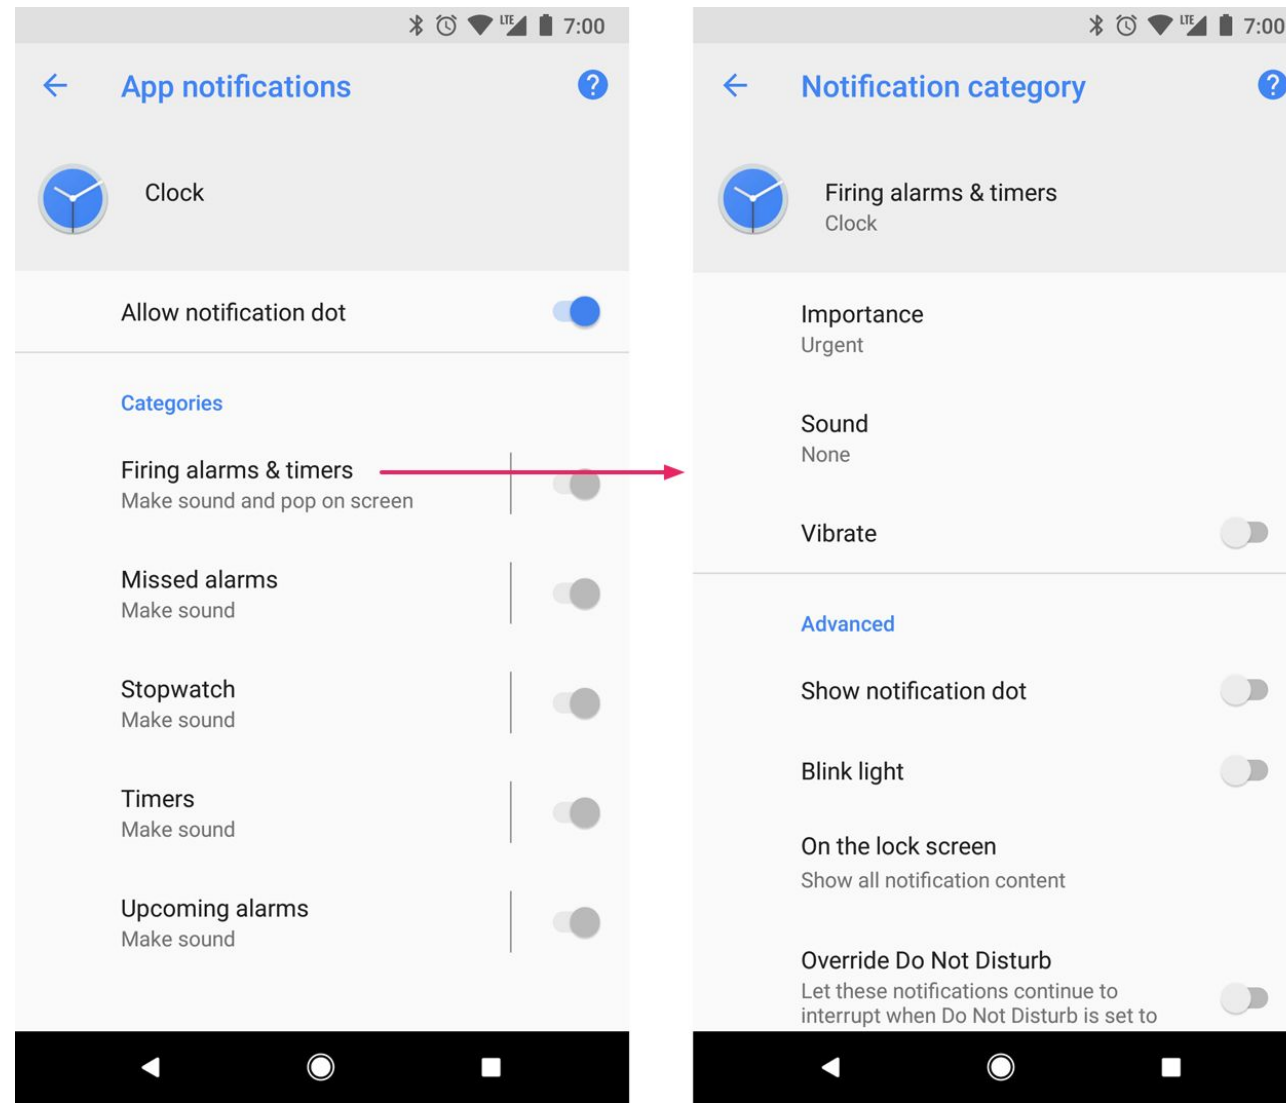 LTE 7:00
App notifications ?
Clock
Allow notification dot
Categories
Firing alarms & timers
Make sound and pop on screen
Missed alarms
Make sound
Stopwatch
Make sound
Timers
Make sound
Upcoming alarms
Make sound
LTE 7:00
Notification category ?
Firing alarms & timers
Clock
Importance
Urgent
Sound
None
Vibrate
Advanced
Show notification dot
Blink light
On the lock screen
Show all notification content
Override Do Not Disturb
Let these notifications continue to
interrupt when Do Not Disturb is set to